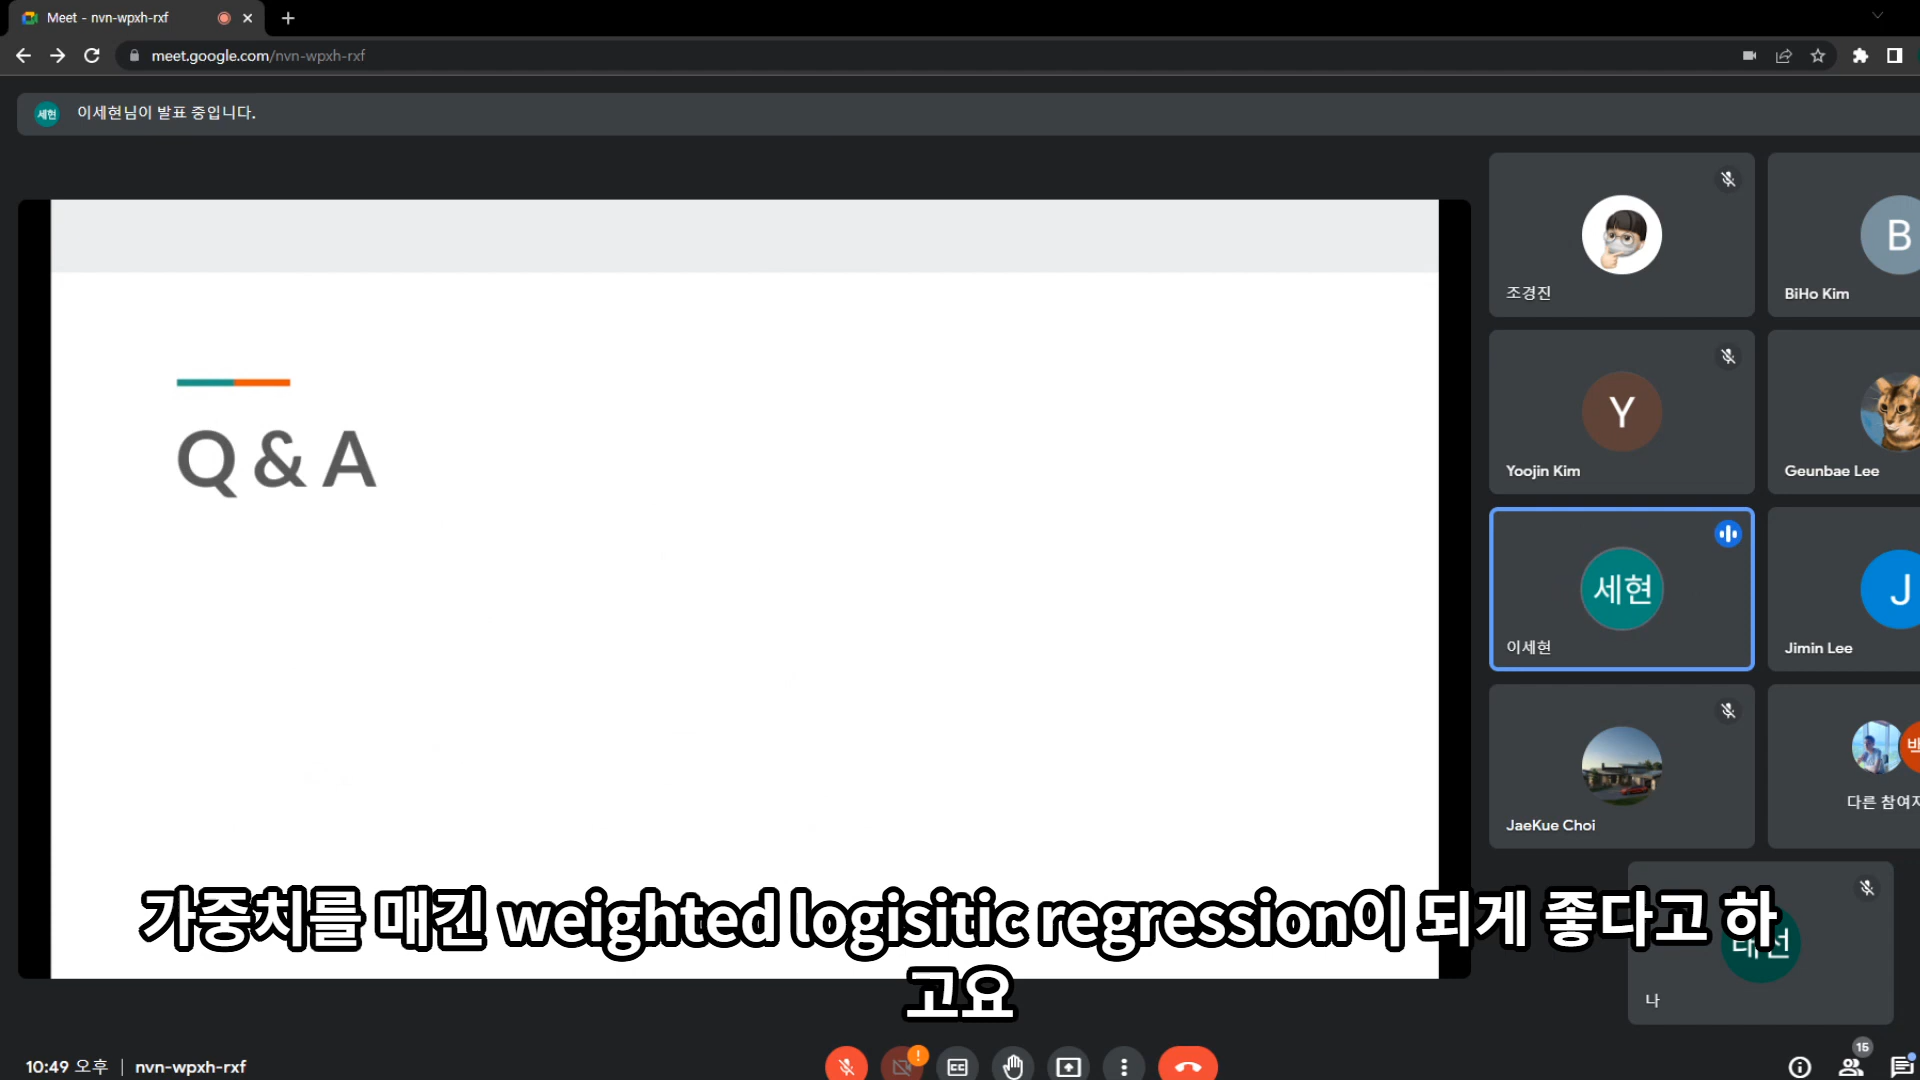 Meet - nvn-wpxh-rxf
meet.google.com/nvn-wpxh-rxf
세현 이세현님이 발표 중입니다.
조경진
B
BiHo Kim
Q & A
Y
Yoojin Kim
Geunbae Lee
세현
이세현
J
Jimin Lee
JaeKue Choi
다른 참여자
가중치를 매긴 weighted logisitic regression이 되게 좋다고 하
고요
나
10:49 오후 | nvn-wpxh-rxf
15